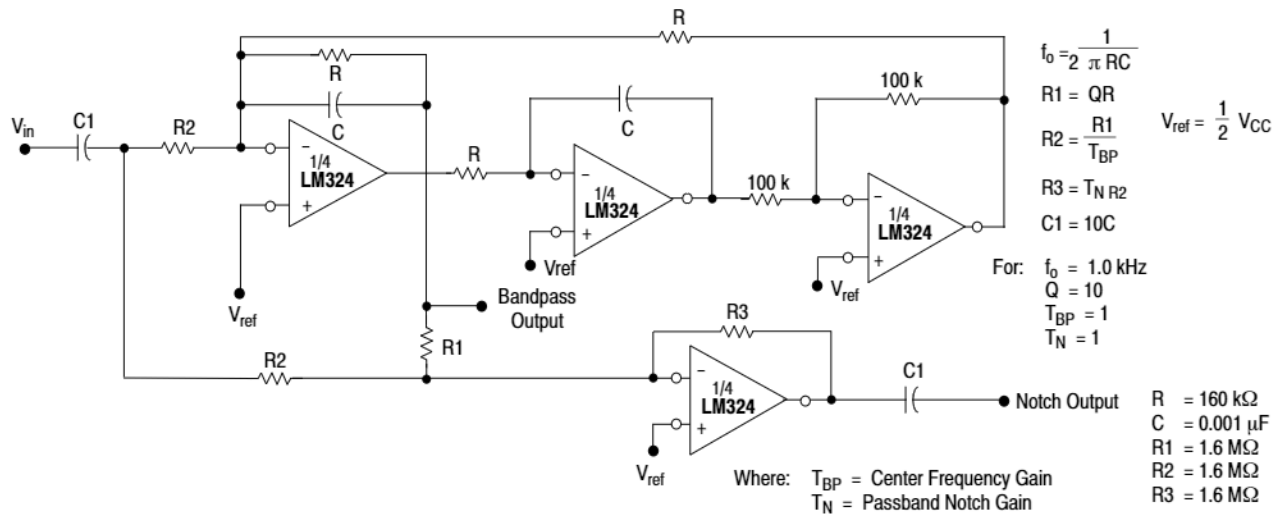 R
R
C
C1
V_in
R2
1/4
LM324
−
+
V_ref
R
C
1/4
LM324
−
+
Vref
100 k
100 k
1/4
LM324
−
+
V_ref
Bandpass
Output
R1
R2
R3
1/4
LM324
−
+
V_ref
C1
Notch Output
f_o = 1
2 π RC
R1 = QR
R2 = R1
T_BP
R3 = T_N R2
C1 = 10C
V_ref = 1/2 V_CC
For: f_o = 1.0 kHz
Q = 10
T_BP = 1
T_N = 1
R = 160 kΩ
C = 0.001 μF
R1 = 1.6 MΩ
R2 = 1.6 MΩ
R3 = 1.6 MΩ
Where: T_BP = Center Frequency Gain
T_N = Passband Notch Gain